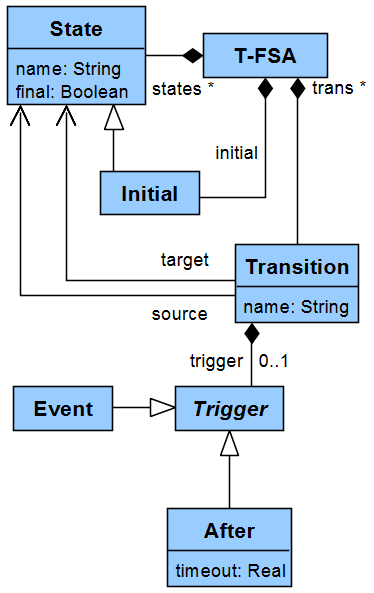 State
T-FSA
name: String
final: Boolean
states *
trans *
initial
Initial
target
Transition
source
name: String
trigger 0..1
Event
Trigger
After
timeout: Real